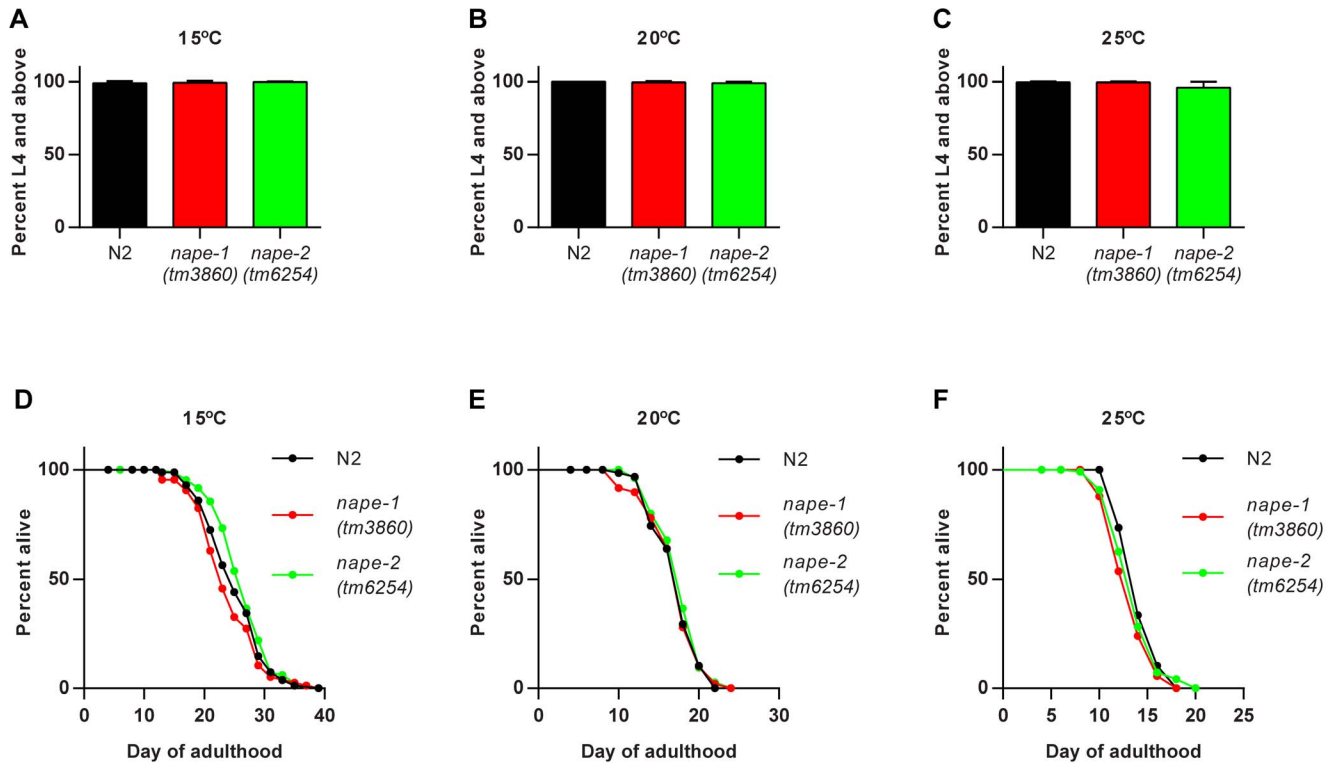 A
15ºC
Percent L4 and above
100
50
0
N2
nape-1
(tm3860)
nape-2
(tm6254)
B
20ºC
Percent L4 and above
100
50
0
N2
nape-1
(tm3860)
nape-2
(tm6254)
C
25ºC
Percent L4 and above
100
50
0
N2
nape-1
(tm3860)
nape-2
(tm6254)
D
15ºC
Percent alive
100
50
0
0 10 20 30 40
Day of adulthood
N2
nape-1
(tm3860)
nape-2
(tm6254)
E
20ºC
Percent alive
100
50
0
0 10 20 30
Day of adulthood
N2
nape-1
(tm3860)
nape-2
(tm6254)
F
25ºC
Percent alive
100
50
0
0 5 10 15 20 25
Day of adulthood
N2
nape-1
(tm3860)
nape-2
(tm6254)